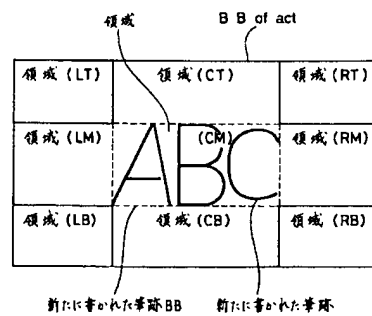 領域
BB of act
領域(LT) 領域(CT) 領域(RT)
領域(LM) (CM) 領域(RM)
ABC
領域(LB) 領域(CB) 領域(RB)
新たに書かれた筆跡BB 新たに書かれた筆跡